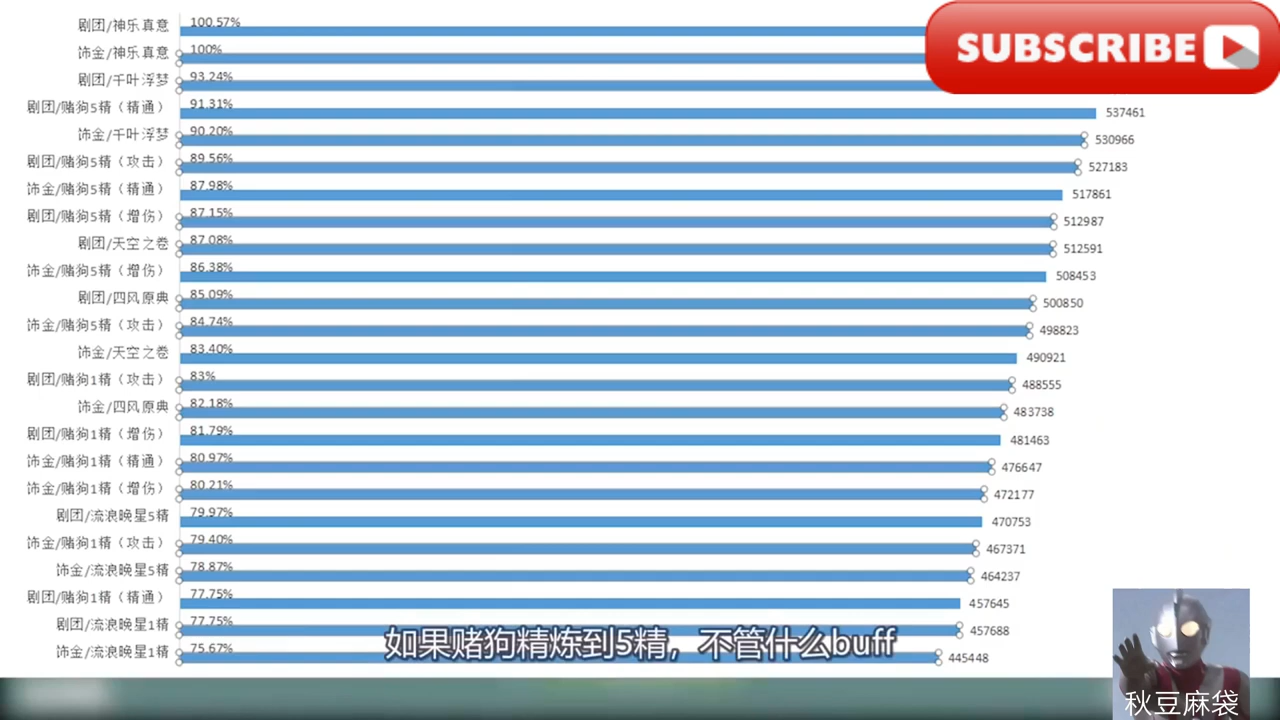 剧团/神乐真意 100.57%
SUBSCRIBE
饰金/神乐真意 100%
剧团/千叶浮梦 93.24%
剧团/赌狗5精（精通） 91.31% 537461
饰金/千叶浮梦 90.20% 530966
剧团/赌狗5精（攻击） 89.56% 527183
饰金/赌狗5精（精通） 87.98% 517861
剧团/赌狗5精（增伤） 87.15% 512987
剧团/天空之卷 87.08% 512591
饰金/赌狗5精（增伤） 86.38% 508453
剧团/四风原典 85.09% 500850
饰金/赌狗5精（攻击） 84.74% 498823
饰金/天空之卷 83.40% 490921
剧团/赌狗1精（攻击） 83% 488555
饰金/四风原典 82.18% 483738
剧团/赌狗1精（增伤） 81.79% 481463
饰金/赌狗1精（精通） 80.97% 476647
饰金/赌狗1精（增伤） 80.21% 472177
剧团/流浪晚星5精 79.97% 470753
饰金/赌狗1精（攻击） 79.40% 467371
饰金/流浪晚星5精 78.87% 464237
剧团/赌狗1精（精通） 77.75% 457645
剧团/流浪晚星1精 77.75% 457688
如果赌狗精炼到5精，不管什么buff
饰金/流浪晚星1精 75.67% 445448
秋豆麻袋